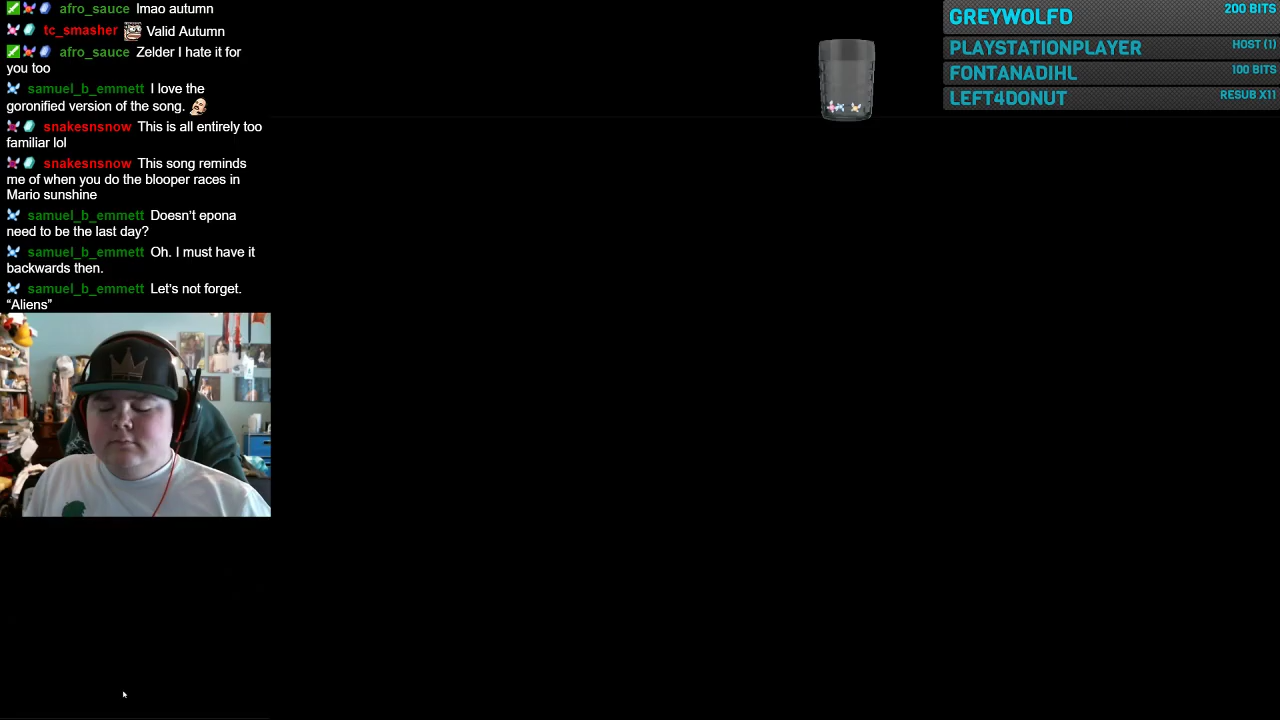 afro_sauce lmao autumn
tc_smasher Valid Autumn
afro_sauce Zelder I hate it for
you too
samuel_b_emmett I love the
goronified version of the song.
snakesnsnow This is all entirely too
familiar lol
snakesnsnow This song reminds
me of when you do the blooper races in
Mario sunshine
samuel_b_emmett Doesn’t epona
need to be the last day?
samuel_b_emmett Oh. I must have it
backwards then.
samuel_b_emmett Let’s not forget.
“Aliens”
GREYWOLFD 200 BITS
PLAYSTATIONPLAYER HOST (1)
FONTANADIHL 100 BITS
LEFT4DONUT RESUB X11